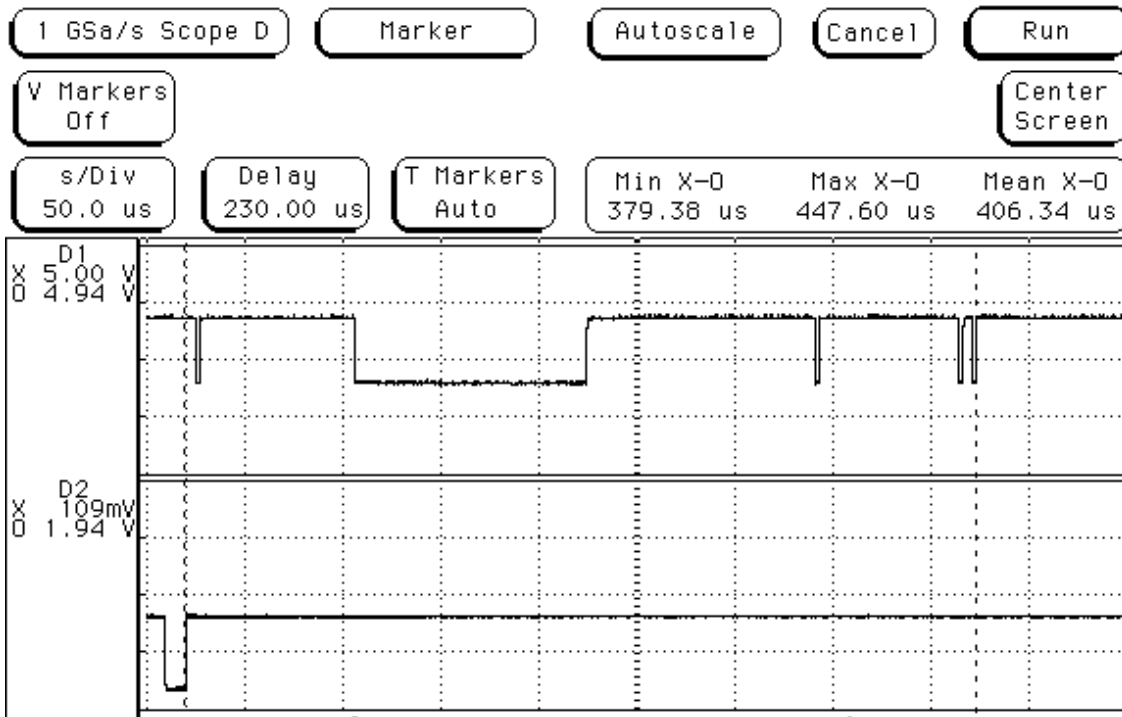 1 GSa/s Scope D Marker Autoscale Cancel Run
V Markers
Off
Center
Screen
s/Div
50.0 us
Delay
230.00 us
T Markers
Auto
Min X-O Max X-O Mean X-O
379.38 us 447.60 us 406.34 us
D1
X 5.00 V
O 4.94 V
D2
X 109mV
O 1.94 V